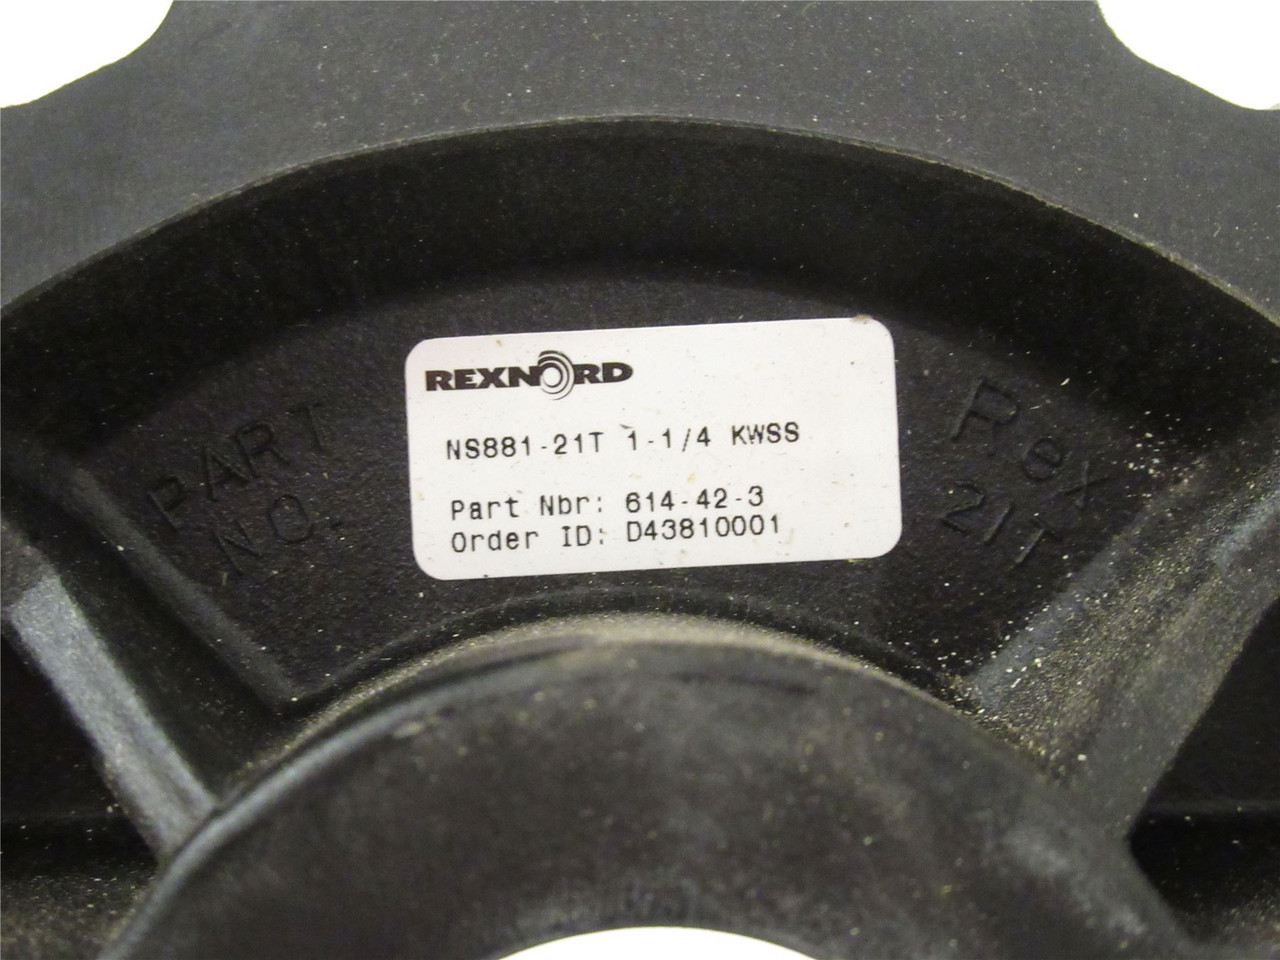 REXNORD
NS881-21T 1-1/4 KWSS
Part Nbr: 614-42-3
Order ID: D43810001
PART
NO.
Rex
21T